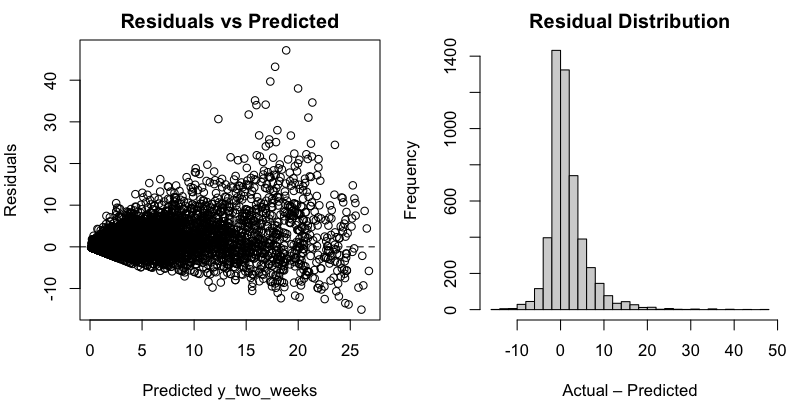 Residuals vs Predicted
Residuals
-10 0 10 20 30 40
0 5 10 15 20 25
Predicted y_two_weeks
Residual Distribution
Frequency
0 200 600 1000 1400
-10 0 10 20 30 40 50
Actual – Predicted